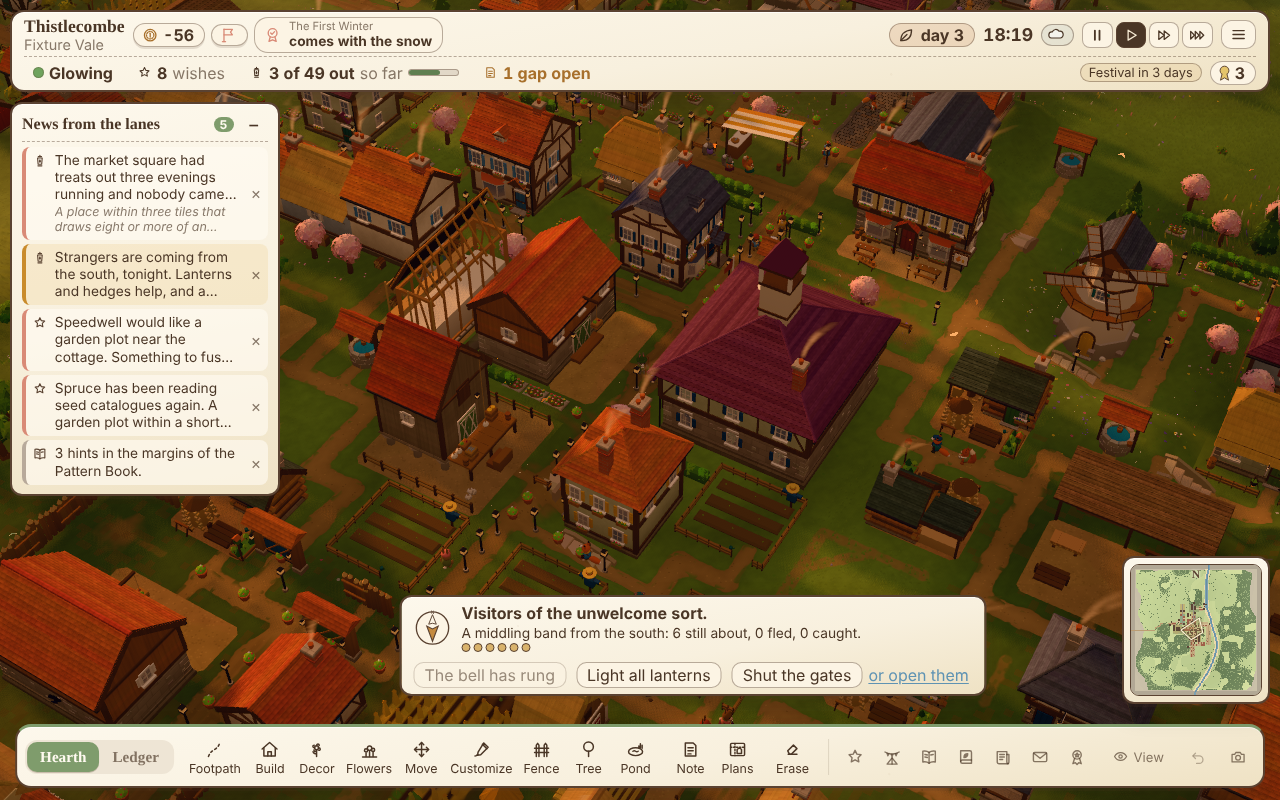 Thistlecombe
Fixture Vale
-56
The First Winter
comes with the snow
day 3
18:19
Glowing
8 wishes
3 of 49 out so far
1 gap open
Festival in 3 days
3
News from the lanes
5
The market square had
treats out three evenings
running and nobody came...
A place within three tiles that
draws eight or more of an...
Strangers are coming from
the south, tonight. Lanterns
and hedges help, and a...
Speedwell would like a
garden plot near the
cottage. Something to fus...
Spruce has been reading
seed catalogues again. A
garden plot within a short...
3 hints in the margins of the
Pattern Book.
N
Visitors of the unwelcome sort.
A middling band from the south: 6 still about, 0 fled, 0 caught.
The bell has rung
Light all lanterns
Shut the gates
or open them
Hearth
Ledger
Footpath
Build
Decor
Flowers
Move
Customize
Fence
Tree
Pond
Note
Plans
Erase
View